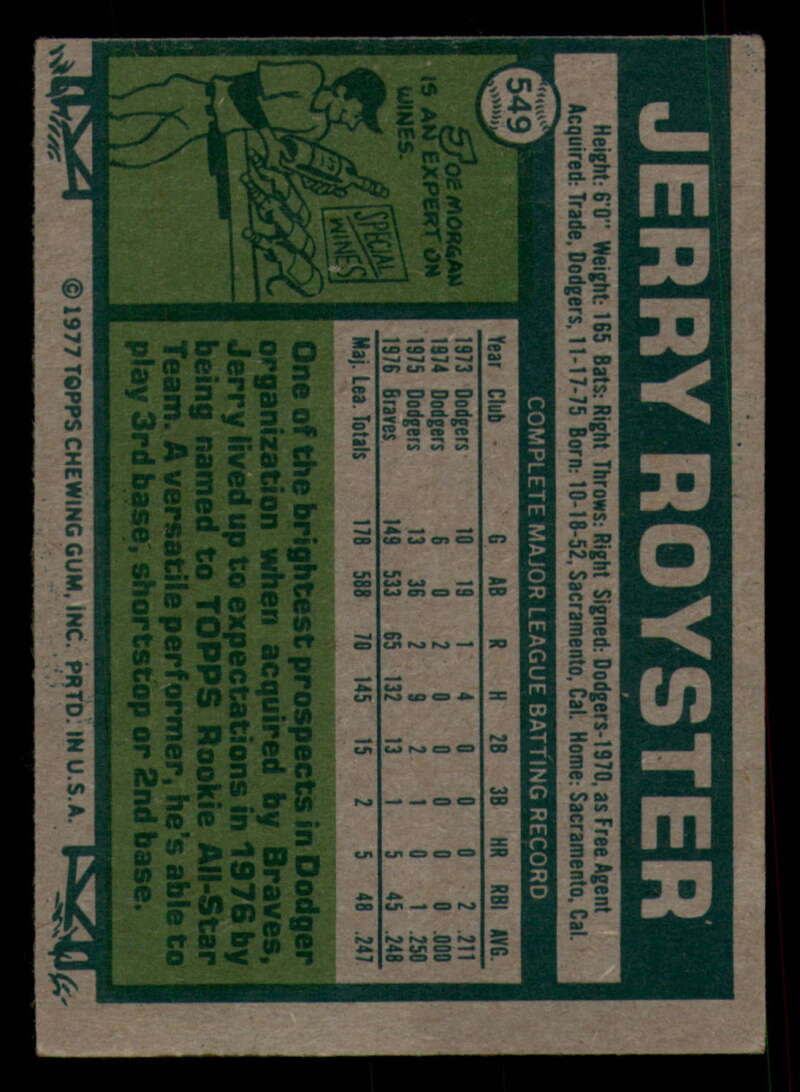 549
JERRY ROYSTER
Height: 6'0" Weight: 165 Bats: Right Throws: Right Signed: Dodgers-1970, as Free Agent
Acquired: Trade, Dodgers, 11-17-75 Born: 10-18-52, Sacramento, Cal. Home: Sacramento, Cal.
COMPLETE MAJOR LEAGUE BATTING RECORD
Year Club G AB R H 2B 3B HR RBI AVG.
1973 Dodgers 10 19 1 4 0 0 0 2 .211
1974 Dodgers 6 0 2 0 0 0 0 0 .000
1975 Dodgers 13 36 2 9 2 1 0 1 .250
1976 Braves 149 533 65 132 13 1 5 45 .248
Maj. Lea. Totals 178 588 70 145 15 2 5 48 .247
JOE MORGAN
IS AN EXPERT ON
WINES.
SPECIAL
WINES
One of the brightest prospects in Dodger
organization when acquired by Braves,
Jerry lived up to expectations in 1976 by
being named to TOPPS Rookie All-Star
Team. A versatile performer, he's able to
play 3rd base, shortstop or 2nd base.
© 1977 TOPPS CHEWING GUM, INC. PRTD. IN U.S.A.